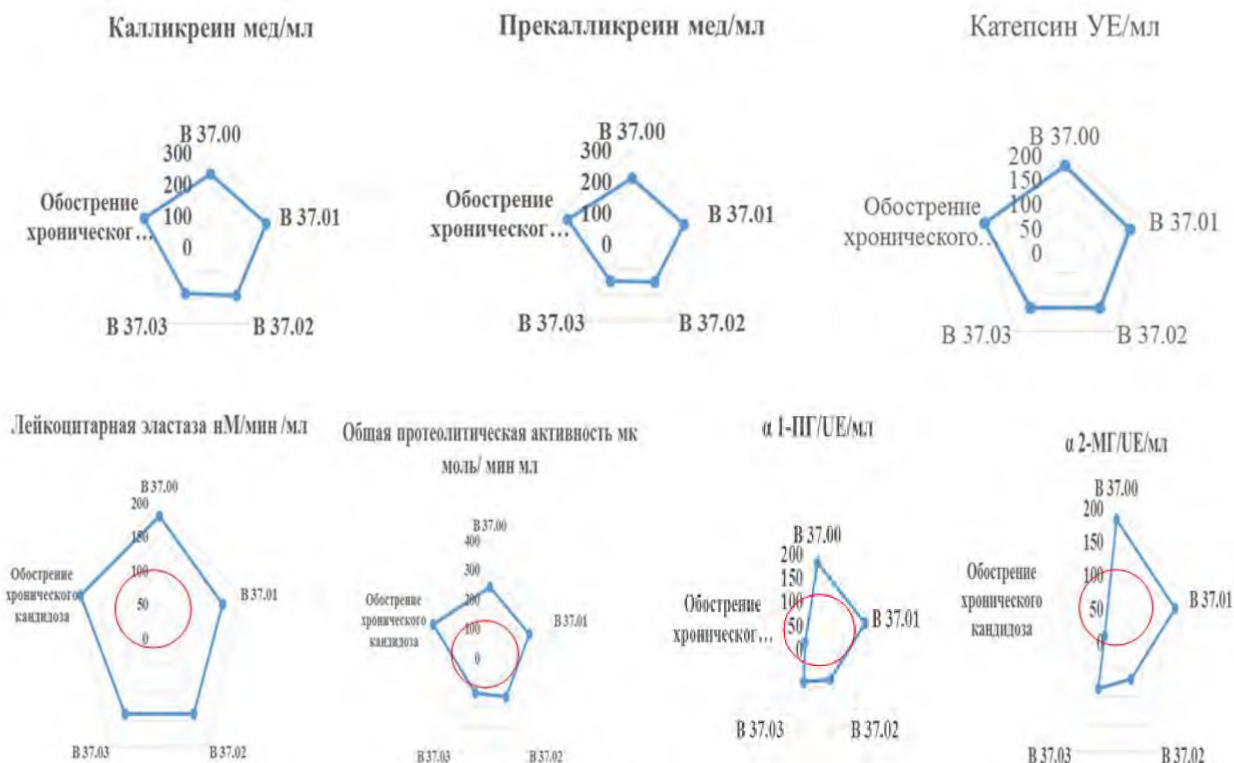 Калликреин мед/мл
В 37.00
300
200
100
0
Обострение
хроническог…
В 37.01
В 37.03
В 37.02
Прекалликреин мед/мл
В 37.00
300
200
100
0
Обострение
хроническог…
В 37.01
В 37.03
В 37.02
Катепсин УЕ/мл
В 37.00
200
150
100
50
0
Обострение
хронического…
В 37.01
В 37.03
В 37.02
Лейкоцитарная эластаза нМ/мин /мл
В 37.00
200
150
100
50
0
Обострение
хронического
кандидоза
В 37.01
В 37.03
В 37.02
Общая протеолитическая активность мк
моль/ мин мл
В 37.00
400
300
200
100
0
Обострение
хронического
кандидоза
В 37.01
В 37.03
В 37.02
α 1-ПГ/UE/мл
В 37.00
200
150
100
50
0
Обострение
хроническог…
В 37.01
В 37.03
В 37.02
α 2-МГ/UE/мл
В 37.00
200
150
100
50
0
Обострение
хронического
кандидоза
В 37.01
В 37.03
В 37.02